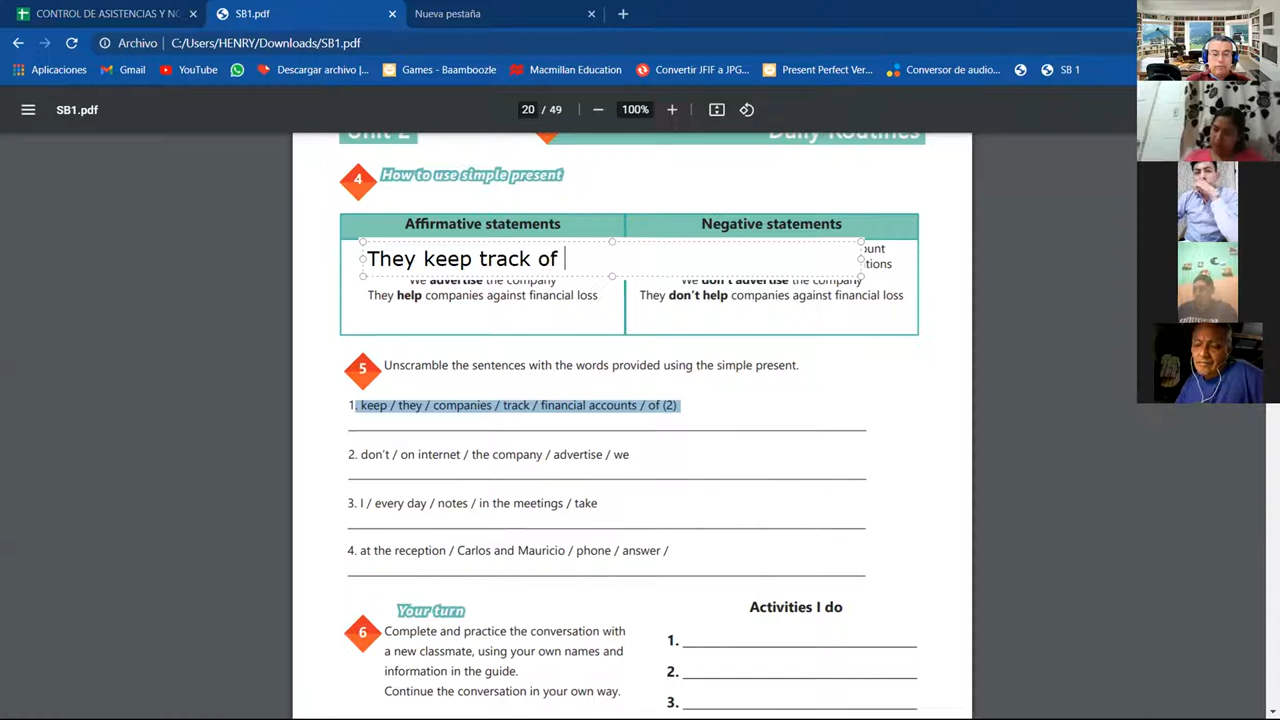 CONTROL DE ASISTENCIAS Y NO
SB1.pdf
Nueva pestaña
Archivo C:/Users/HENRY/Downloads/SB1.pdf
Aplicaciones
Gmail
YouTube
Descargar archivo |...
Games - B
Macmillan Education
Convertir JFIF a JPG...
Present Perfect Ver...
Conversor de audio...
SB 1
SB1.pdf
20 / 49
100%
Unit 2
Daily Routines
4
How to use simple present
Affirmative statements
Negative statements
ount
They keep track of
tions
We advertise the company
We don't advertise the company
They help companies against financial loss
They don't help companies against financial loss
5
Unscramble the sentences with the words provided using the simple present.
1. keep / they / companies / track / financial accounts / of (2)
2. don't / on internet / the company / advertise / we
3. I / every day / notes / in the meetings / take
4. at the reception / Carlos and Mauricio / phone / answer /
Your turn
Activities I do
6
Complete and practice the conversation with
a new classmate, using your own names and
information in the guide.
Continue the conversation in your own way.
1.
2.
3.